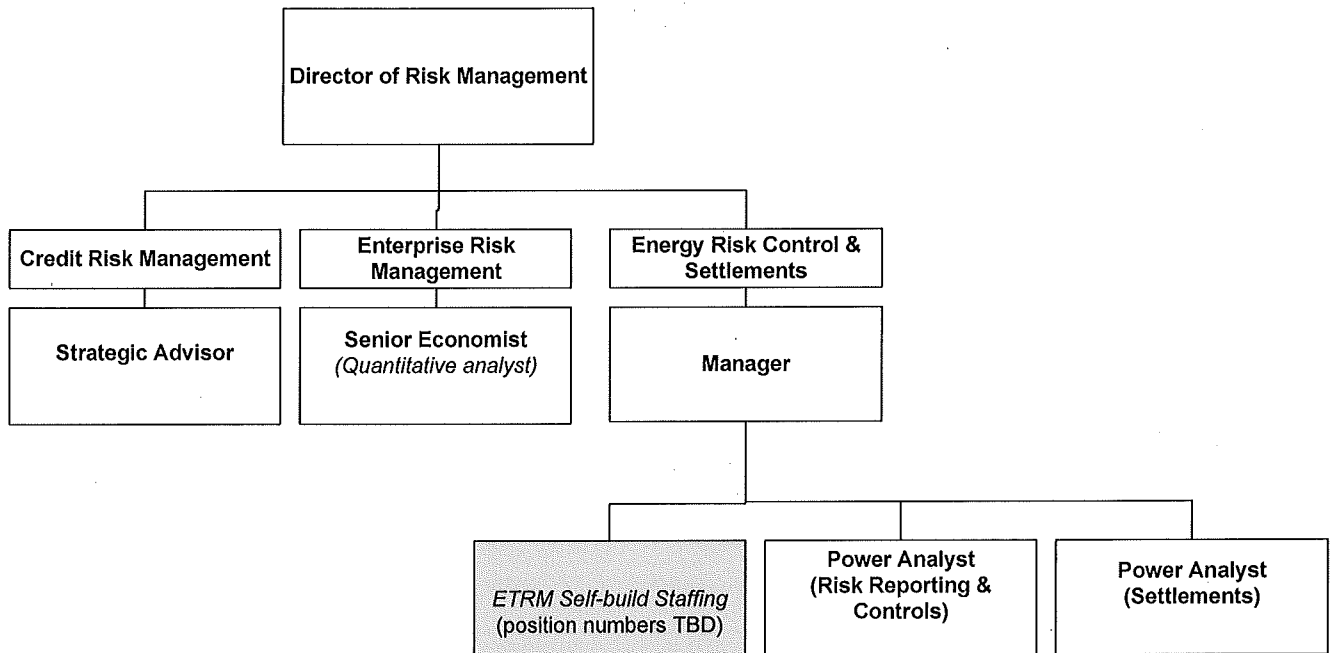 Director of Risk Management
Credit Risk Management
Enterprise Risk
Management
Energy Risk Control &
Settlements
Strategic Advisor
Senior Economist
(Quantitative analyst)
Manager
ETRM Self-build Staffing
(position numbers TBD)
Power Analyst
(Risk Reporting &
Controls)
Power Analyst
(Settlements)